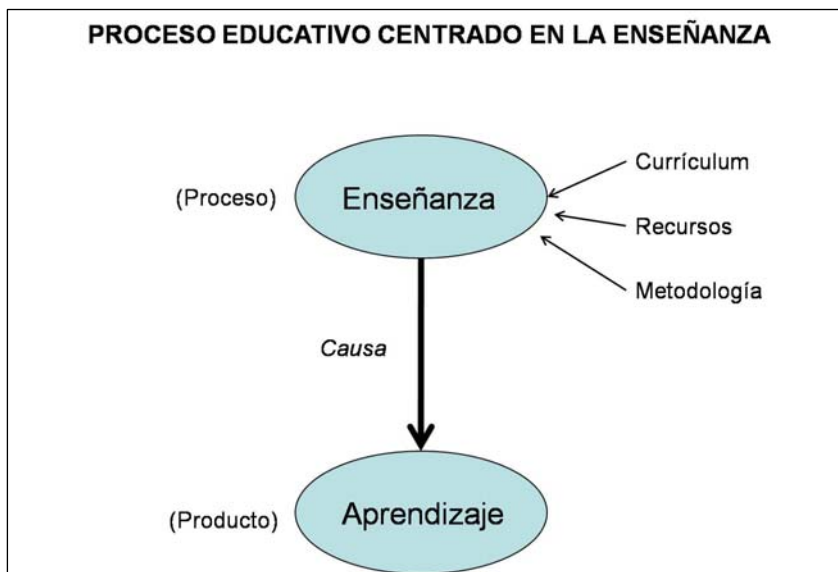 PROCESO EDUCATIVO CENTRADO EN LA ENSEÑANZA
Currículum
(Proceso)
Enseñanza
Recursos
Metodología
Causa
(Producto)
Aprendizaje